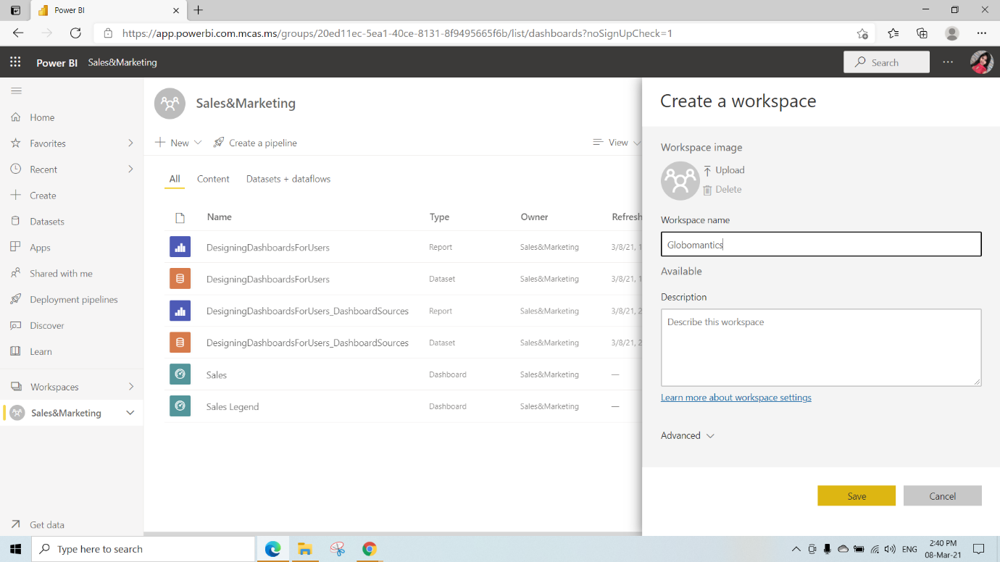 Power BI
https://app.powerbi.com.mcas.ms/groups/20ed11ec-5ea1-40ce-8131-8f9495665f6b/list/dashboards?noSignUpCheck=1
Power BI Sales&Marketing
Search
Home
Favorites
Recent
Create
Datasets
Apps
Shared with me
Deployment pipelines
Discover
Learn
Workspaces
Sales&Marketing
Get data
Sales&Marketing
New Create a pipeline View
All Content Datasets + dataflows
Name Type Owner Refresh
DesigningDashboardsForUsers Report Sales&Marketing 3/8/21, 1
DesigningDashboardsForUsers Dataset Sales&Marketing 3/8/21, 1
DesigningDashboardsForUsers_DashboardSources Report Sales&Marketing 3/8/21, 2
DesigningDashboardsForUsers_DashboardSources Dataset Sales&Marketing 3/8/21, 2
Sales Dashboard Sales&Marketing —
Sales Legend Dashboard Sales&Marketing —
Create a workspace
Workspace image
Upload
Delete
Workspace name
Globomantics
Available
Description
Describe this workspace
Learn more about workspace settings
Advanced
Save Cancel
Type here to search
ENG
2:40 PM
08-Mar-21